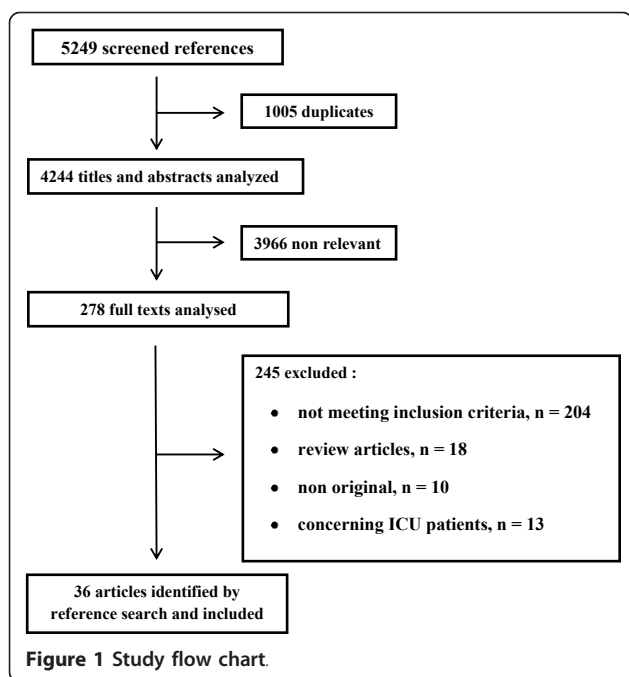 5249 screened references
1005 duplicates
4244 titles and abstracts analyzed
3966 non relevant
278 full texts analysed
245 excluded :
• not meeting inclusion criteria, n = 204
• review articles, n = 18
• non original, n = 10
• concerning ICU patients, n = 13
36 articles identified by
reference search and included
Figure 1 Study flow chart.